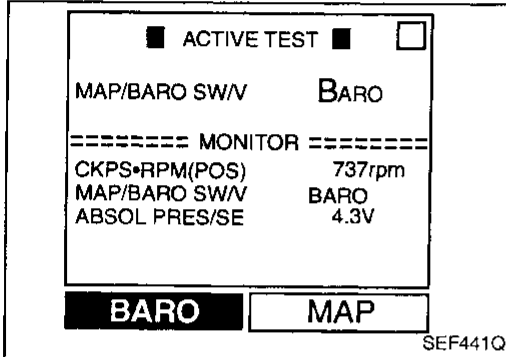 ■ ACTIVE TEST ■
MAP/BARO SW/V BARO
======== MONITOR ========
CKPS•RPM(POS) 737rpm
MAP/BARO SW/V BARO
ABSOL PRES/SE 4.3V
BARO MAP
SEF441Q